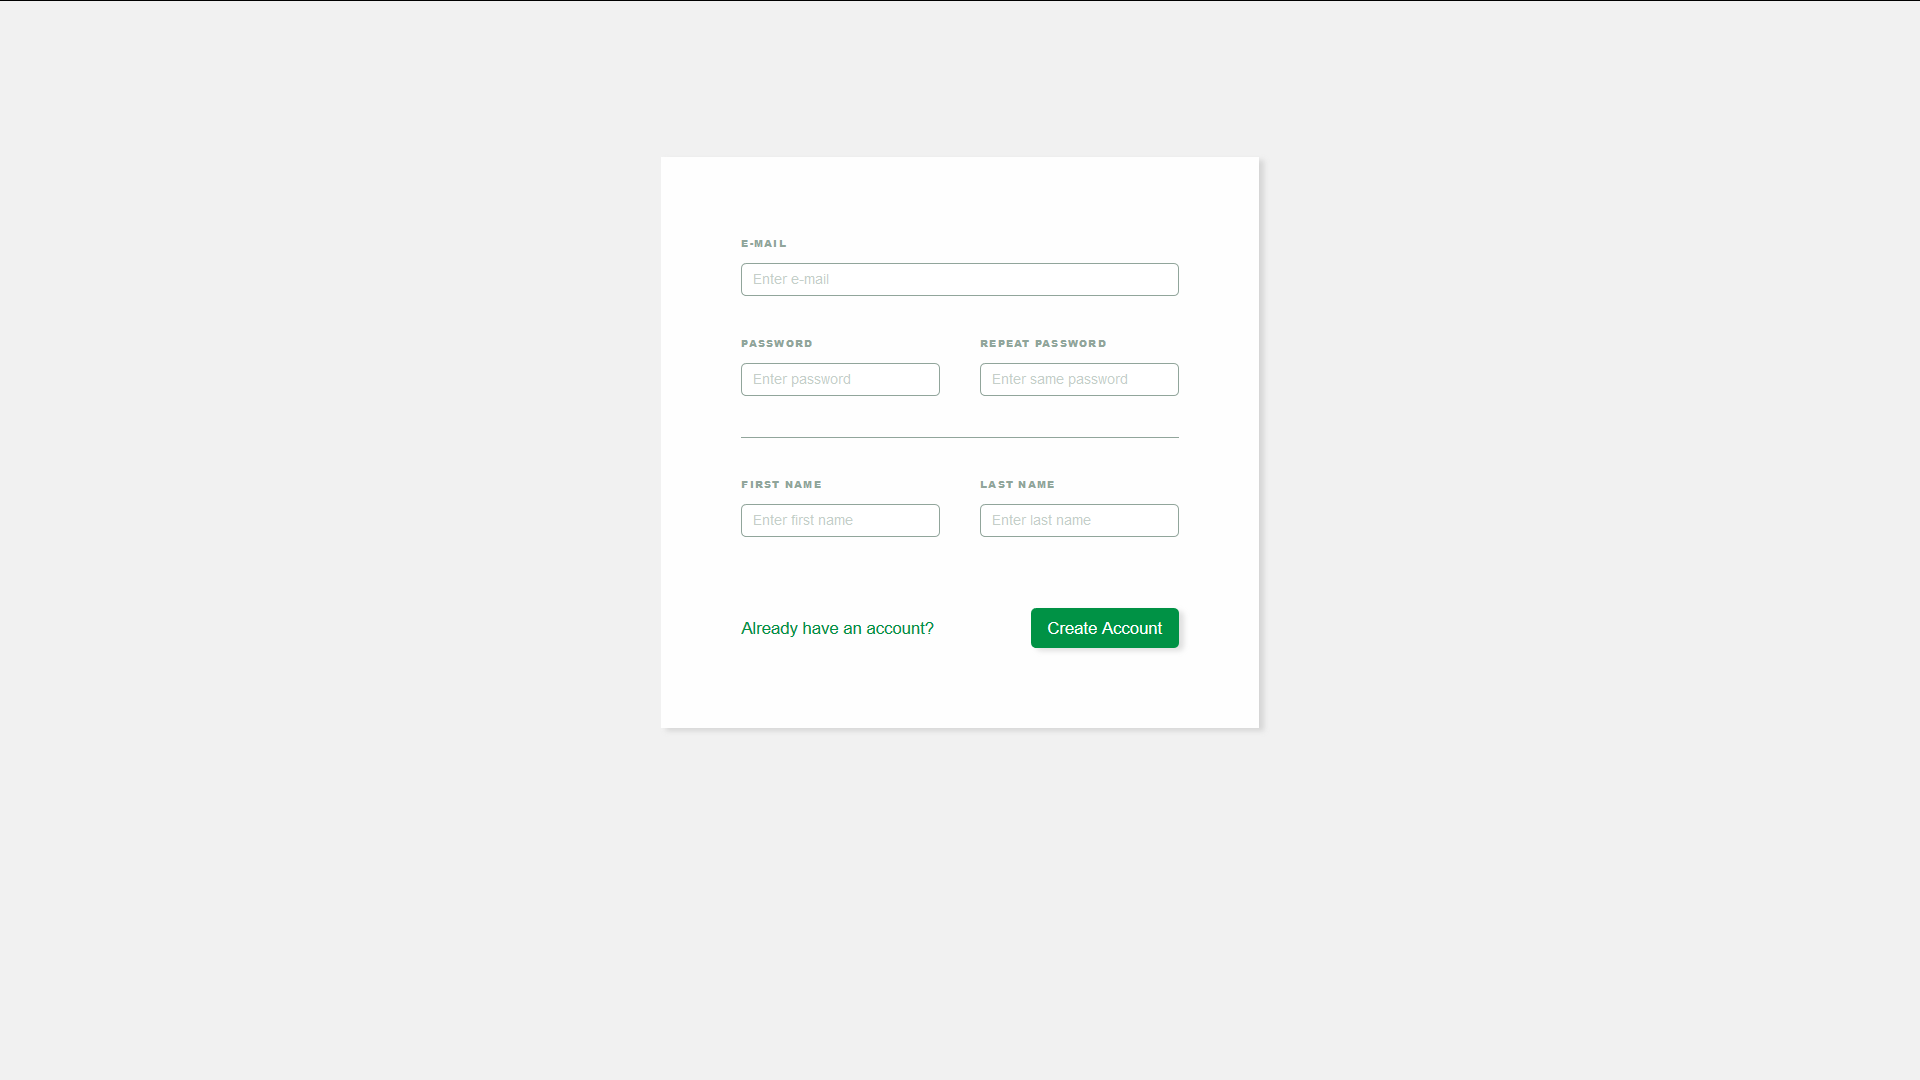 E-MAIL
Enter e-mail
PASSWORD
REPEAT PASSWORD
Enter password
Enter same password
FIRST NAME
LAST NAME
Enter first name
Enter last name
Already have an account?
Create Account